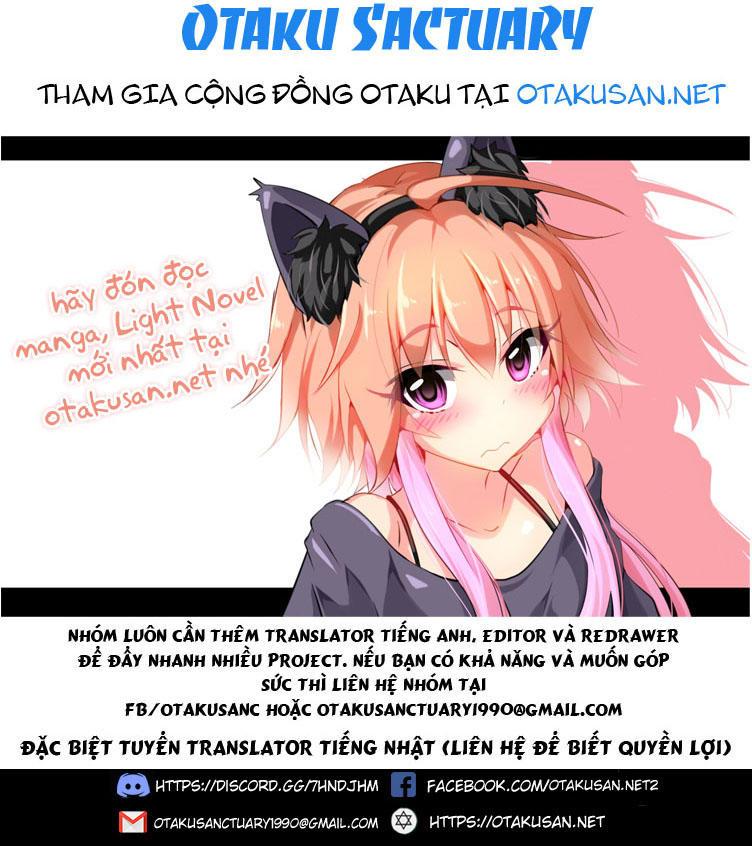 OTAKU SACTUARY
THAM GIA CỘNG ĐỒNG OTAKU TẠI OTAKUSAN.NET
hãy đón đọc
manga, Light Novel
mới nhất tại
otakusan.net nhé
NHÓM LUÔN CẦN THÊM TRANSLATOR TIẾNG ANH, EDITOR VÀ REDRAWER
ĐỂ ĐẨY NHANH NHIỀU PROJECT. NẾU BẠN CÓ KHẢ NĂNG VÀ MUỐN GÓP
SỨC THÌ LIÊN HỆ NHÓM TẠI
FB/OTAKUSANC HOẶC OTAKUSANCTUARY1990@GMAIL.COM
ĐẶC BIỆT TUYỂN TRANSLATOR TIẾNG NHẬT (LIÊN HỆ ĐỂ BIẾT QUYỀN LỢI)
HTTPS://DISCORD.GG/7HNDJHM FACEBOOK.COM/OTAKUSAN.NET2
OTAKUSANCTUARY1990@GMAIL.COM HTTPS://OTAKUSAN.NET